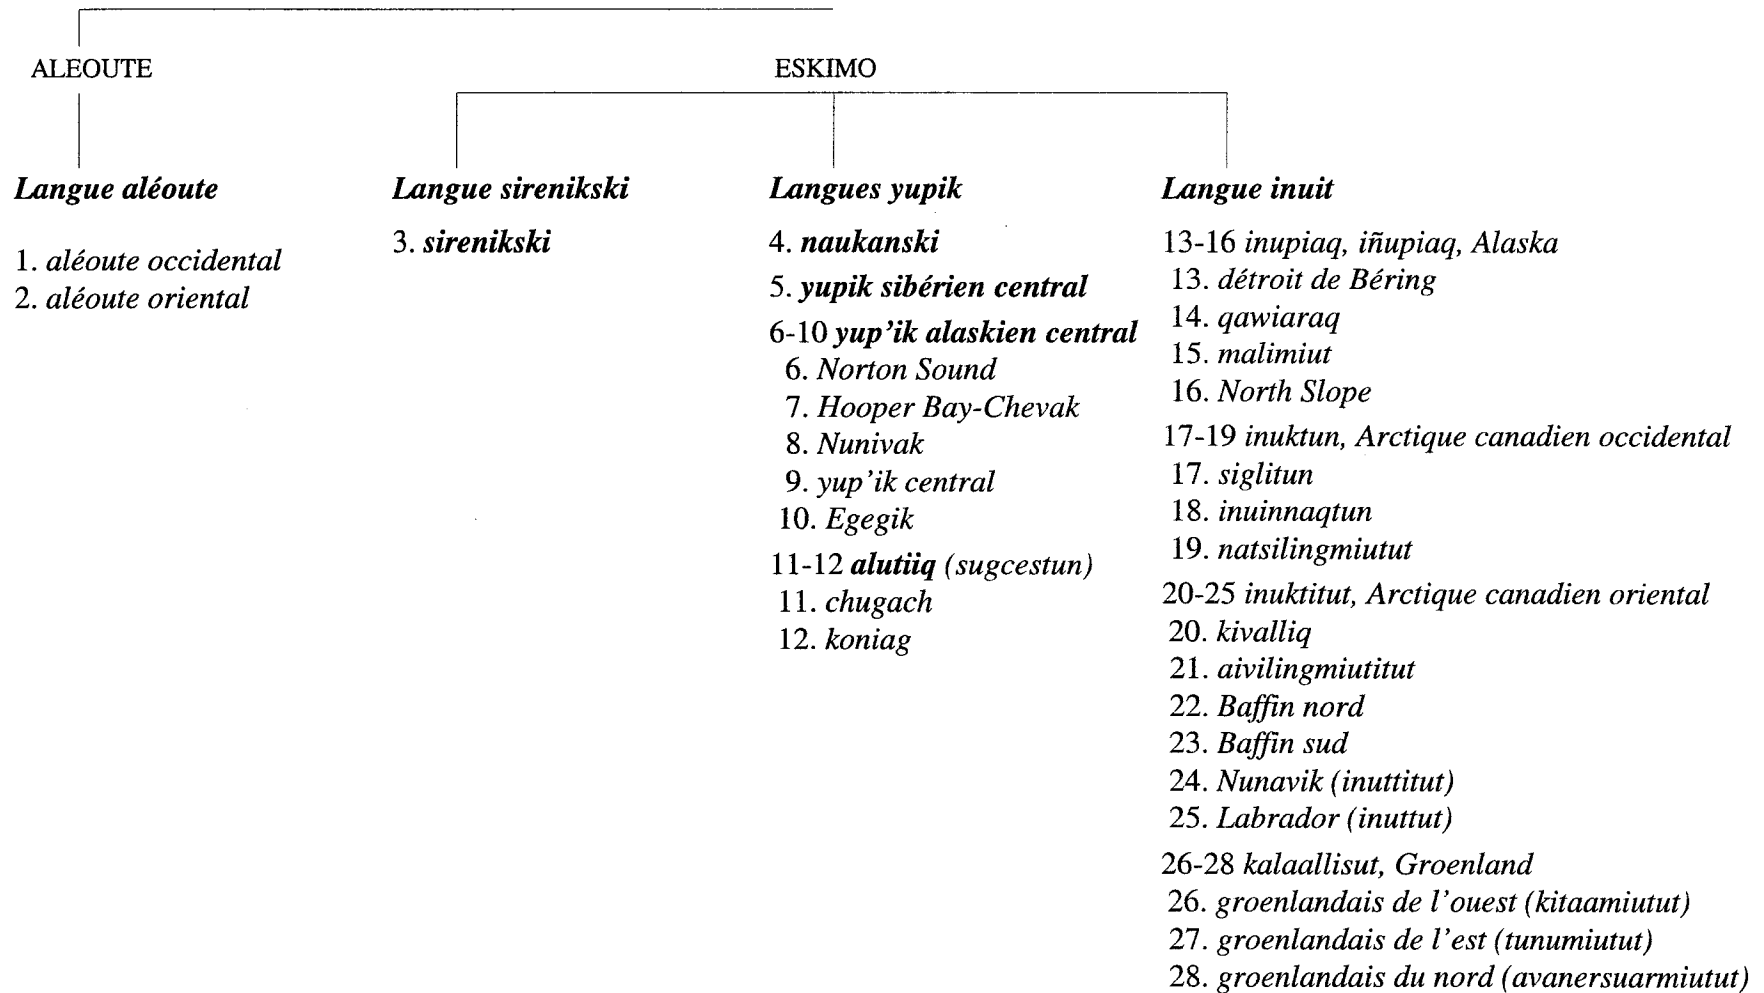 ALEOUTE
ESKIMO
Langue aléoute
1. aléoute occidental
2. aléoute oriental
Langue sirenikski
3. sirenikski
Langues yupik
4. naukanski
5. yupik sibérien central
6-10 yup'ik alaskien central
6. Norton Sound
7. Hooper Bay-Chevak
8. Nunivak
9. yup'ik central
10. Egegik
11-12 alutiiq (sugcestun)
11. chugach
12. koniag
Langue inuit
13-16 inupiaq, iñupiaq, Alaska
13. détroit de Béring
14. qawiaraq
15. malimiut
16. North Slope
17-19 inuktun, Arctique canadien occidental
17. siglitun
18. inuinnaqtun
19. natsilingmiutut
20-25 inuktitut, Arctique canadien oriental
20. kivalliq
21. aivilingmiutitut
22. Baffin nord
23. Baffin sud
24. Nunavik (inuttitut)
25. Labrador (inuttut)
26-28 kalaallisut, Groenland
26. groenlandais de l'ouest (kitaamiutut)
27. groenlandais de l'est (tunumiutut)
28. groenlandais du nord (avanersuarmiutut)